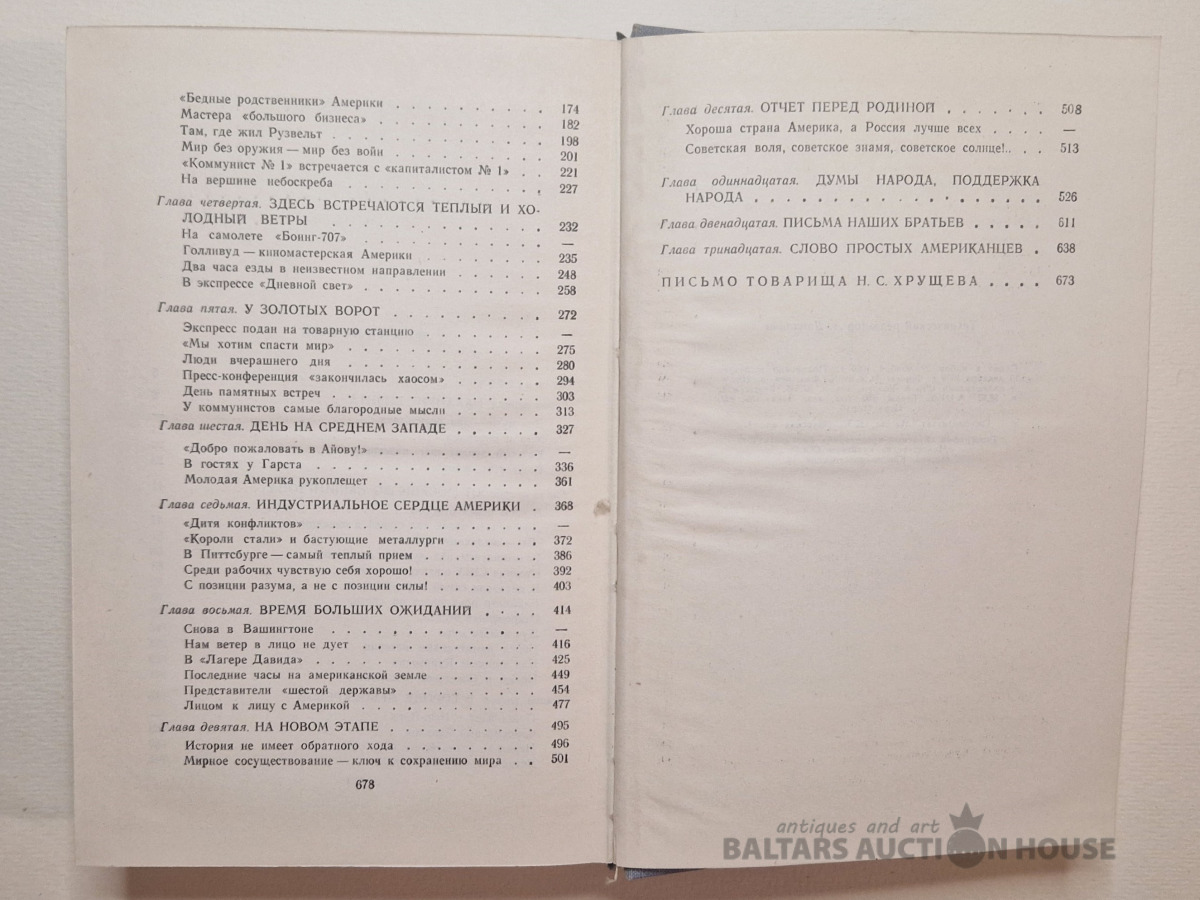 «Бедные родственники» Америки . . . . . . . . . . 174
Мастера «большого бизнеса» . . . . . . . . . . . 182
Там, где жил Рузвельт . . . . . . . . . . . . . 198
Мир без оружия — мир без войн . . . . . . . . . . 201
«Коммунист № 1» встречается с «капиталистом № 1» . . 221
На вершине небоскреба . . . . . . . . . . . . . 227
Глава четвертая. ЗДЕСЬ ВСТРЕЧАЮТСЯ ТЕПЛЫЙ И ХО-
ЛОДНЫЙ ВЕТРЫ . . . . . . . . . . . . . 232
На самолете «Боинг-707» . . . . . . . . . . . . —
Голливуд — киномастерская Америки . . . . . . . . 235
Два часа езды в неизвестном направлении . . . . . . 248
В экспрессе «Дневной свет» . . . . . . . . . . . 258
Глава пятая. У ЗОЛОТЫХ ВОРОТ . . . . . . . . . . 272
Экспресс подан на товарную станцию . . . . . . . . —
«Мы хотим спасти мир» . . . . . . . . . . . . . 275
Люди вчерашнего дня . . . . . . . . . . . . . . 280
Пресс-конференция «закончилась хаосом» . . . . . . 294
День памятных встреч . . . . . . . . . . . . . 303
У коммунистов самые благородные мысли . . . . . . 313
Глава шестая. ДЕНЬ НА СРЕДНЕМ ЗАПАДЕ . . . . . . 327
«Добро пожаловать в Айову!» . . . . . . . . . . . —
В гостях у Гарста . . . . . . . . . . . . . . . 336
Молодая Америка рукоплещет . . . . . . . . . . . 361
Глава седьмая. ИНДУСТРИАЛЬНОЕ СЕРДЦЕ АМЕРИКИ . 368
«Дитя конфликтов» . . . . . . . . . . . . . . . —
«Короли стали» и бастующие металлурги . . . . . . 372
В Питтсбурге — самый теплый прием . . . . . . . . 386
Среди рабочих чувствую себя хорошо! . . . . . . . . 392
С позиции разума, а не с позиции силы! . . . . . . . 403
Глава восьмая. ВРЕМЯ БОЛЬШИХ ОЖИДАНИЙ . . . . 414
Снова в Вашингтоне . . . . . . . . . . . . . . —
Нам ветер в лицо не дует . . . . . . . . . . . . 416
В «Лагере Давида» . . . . . . . . . . . . . . . 425
Последние часы на американской земле . . . . . . . 449
Представители «шестой державы» . . . . . . . . . 454
Лицом к лицу с Америкой . . . . . . . . . . . . 477
Глава девятая. НА НОВОМ ЭТАПЕ . . . . . . . . . . 495
История не имеет обратного хода . . . . . . . . . 496
Мирное сосуществование — ключ к сохранению мира . . 501
678
Глава десятая. ОТЧЕТ ПЕРЕД РОДИНОЙ . . . . . . . 508
Хороша страна Америка, а Россия лучше всех . . . . —
Советская воля, советское знамя, советское солнце!.. . . 513
Глава одиннадцатая. ДУМЫ НАРОДА, ПОДДЕРЖКА
НАРОДА . . . . . . . . . . . . . . . . . 526
Глава двенадцатая. ПИСЬМА НАШИХ БРАТЬЕВ . . . . . 611
Глава тринадцатая. СЛОВО ПРОСТЫХ АМЕРИКАНЦЕВ . 638
ПИСЬМО ТОВАРИЩА Н. С. ХРУЩЕВА . . . . 673
antiques and art
BALTARS AUCTION HOUSE